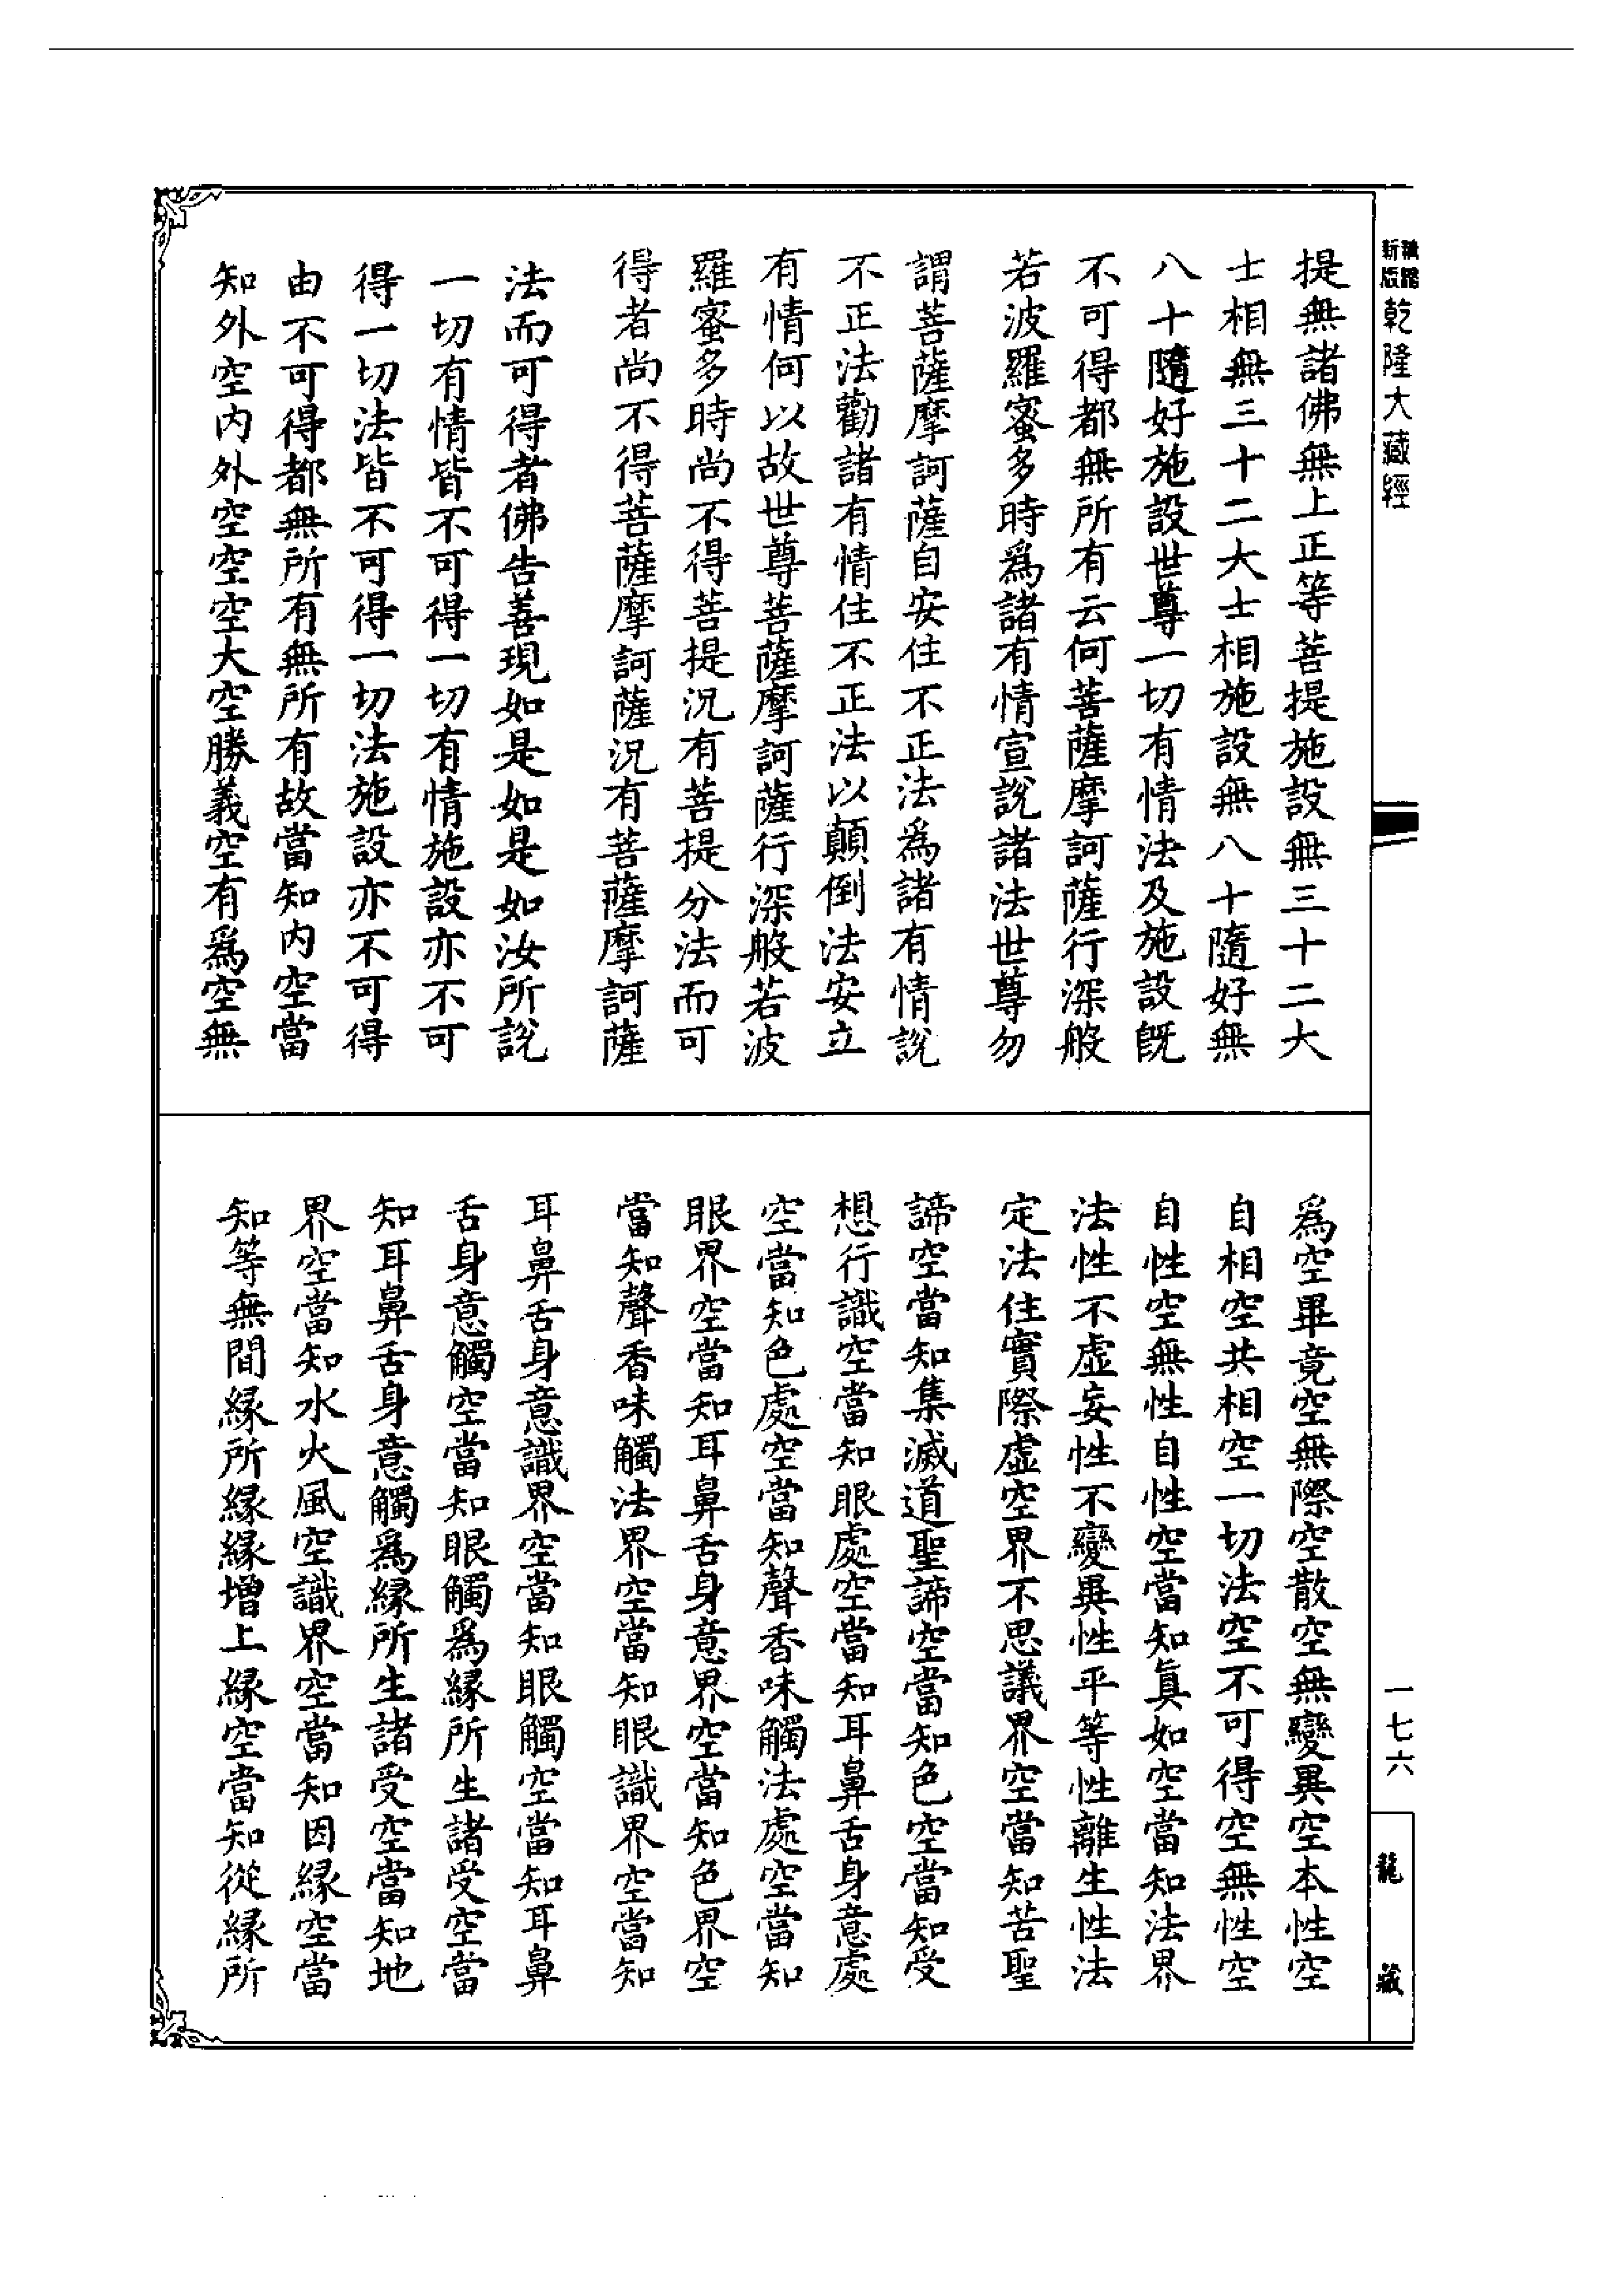 新版
乾隆大藏經
一七六
龍藏
提無諸佛無上正等菩提施設無三十二大
士相無三十二大士相施設無八十隨好無
八十隨好施設世尊一切有情法及施設既
不可得都無所有云何菩薩摩訶薩行深般
若波羅蜜多時爲諸有情宣說諸法世尊勿
謂菩薩摩訶薩自安住不正法爲諸有情說
不正法勸諸有情住不正法以顛倒法安立
有情何以故世尊菩薩摩訶薩行深般若波
羅蜜多時尚不得菩提況有菩提分法而可
得者尚不得菩薩摩訶薩況有菩薩摩訶薩
法而可得者佛告善現如是如是如汝所說
一切有情皆不可得一切有情施設亦不可
得一切法皆不可得一切法施設亦不可得
由不可得都無所有無所有故當知內空當
知外空內外空空空大空勝義空有爲空無
爲空畢竟空無際空散空無變異空本性空
自相空共相空一切法空不可得空無性空
自性空無性自性空當知真如空當知法界
法性不虛妄性不變異性平等性離生性法
定法住實際虛空界不思議界空當知苦聖
諦空當知集滅道聖諦空當知色空當知受
想行識空當知眼處空當知耳鼻舌身意處
空當知色處空當知聲香味觸法處空當知
眼界空當知耳鼻舌身意界空當知色界空
當知聲香味觸法界空當知眼識界空當知
耳鼻舌身意識界空當知眼觸空當知耳鼻
舌身意觸空當知眼觸爲緣所生諸受空當
知耳鼻舌身意觸爲緣所生諸受空當知地
界空當知水火風空識界空當知因緣空當
知等無間緣所緣緣增上緣空當知從緣所